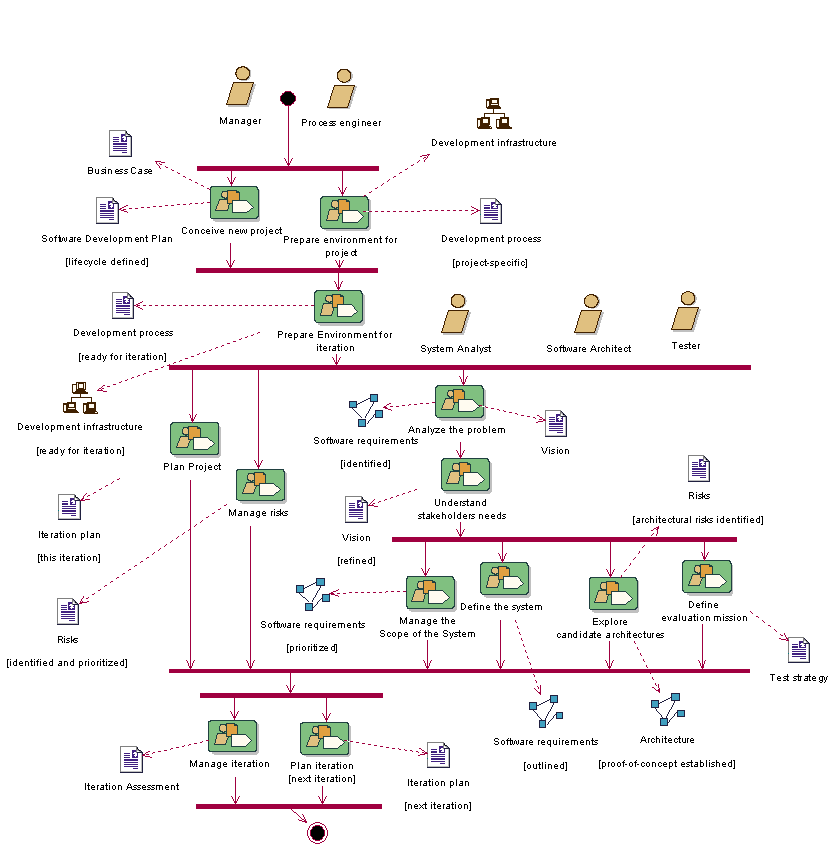 Manager
Process engineer
Development infrastructure
Business Case
Software Development Plan
[lifecycle defined]
Conceive new project
Prepare environment for
project
Development process
[project-specific]
Development process
[ready for iteration]
Prepare Environment for
iteration
System Analyst
Software Architect
Tester
Development infrastructure
[ready for iteration]
Plan Project
Software requirements
[identified]
Analyze the problem
Vision
Iteration plan
[this iteration]
Manage risks
Vision
[refined]
Understand
stakeholders needs
Risks
[architectural risks identified]
Risks
[identified and prioritized]
Software requirements
[prioritized]
Manage the
Scope of the System
Define the system
Explore
candidate architectures
Define
evaluation mission
Test strategy
Software requirements
[outlined]
Architecture
[proof-of-concept established]
Iteration Assessment
Manage iteration
Plan iteration
[next iteration]
Iteration plan
[next iteration]